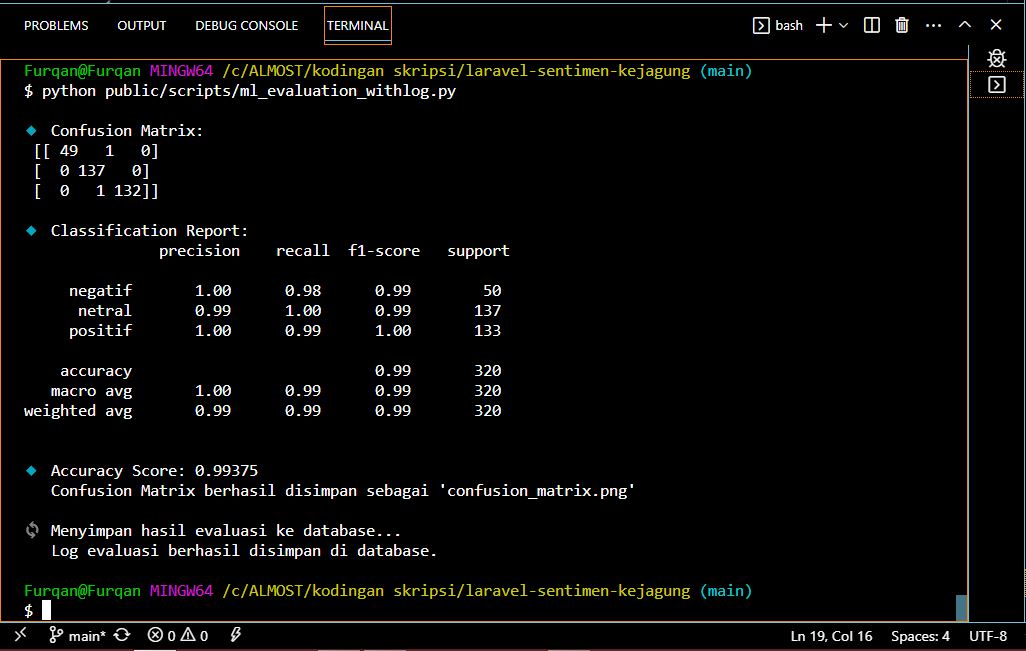 PROBLEMS OUTPUT DEBUG CONSOLE TERMINAL bash
Furqan@Furqan MINGW64 /c/ALMOST/kodingan skripsi/laravel-sentimen-kejagung (main)
$ python public/scripts/ml_evaluation_withlog.py
Confusion Matrix:
[[ 49 1 0]
[ 0 137 0]
[ 0 1 132]]
Classification Report:
precision recall f1-score support
negatif 1.00 0.98 0.99 50
netral 0.99 1.00 0.99 137
positif 1.00 0.99 1.00 133
accuracy 0.99 320
macro avg 1.00 0.99 0.99 320
weighted avg 0.99 0.99 0.99 320
Accuracy Score: 0.99375
Confusion Matrix berhasil disimpan sebagai 'confusion_matrix.png'
Menyimpan hasil evaluasi ke database...
Log evaluasi berhasil disimpan di database.
Furqan@Furqan MINGW64 /c/ALMOST/kodingan skripsi/laravel-sentimen-kejagung (main)
$
main* 0 0 Ln 19, Col 16 Spaces: 4 UTF-8